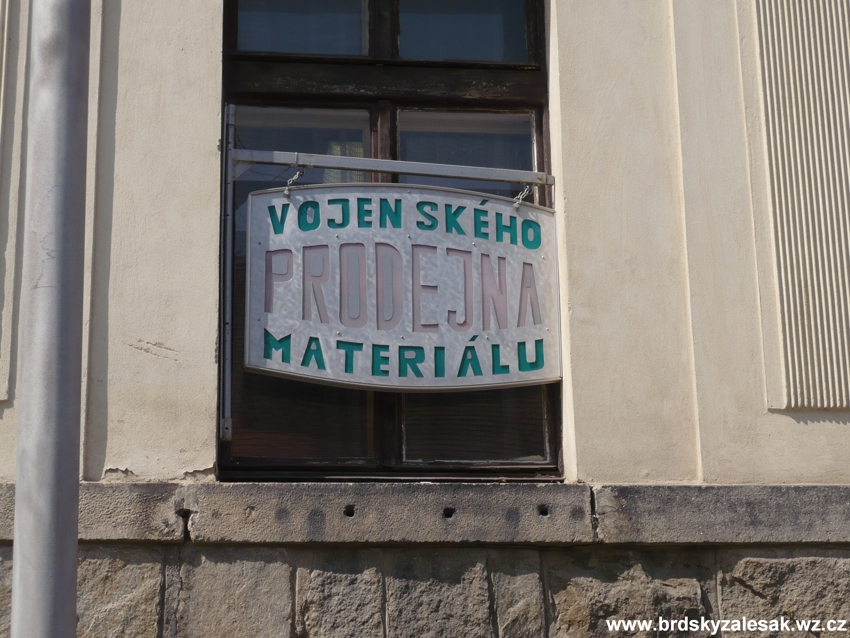 VOJENSKÉHO
PRODEJNA
MATERIÁLU
www.brdskyzalesak.wz.cz